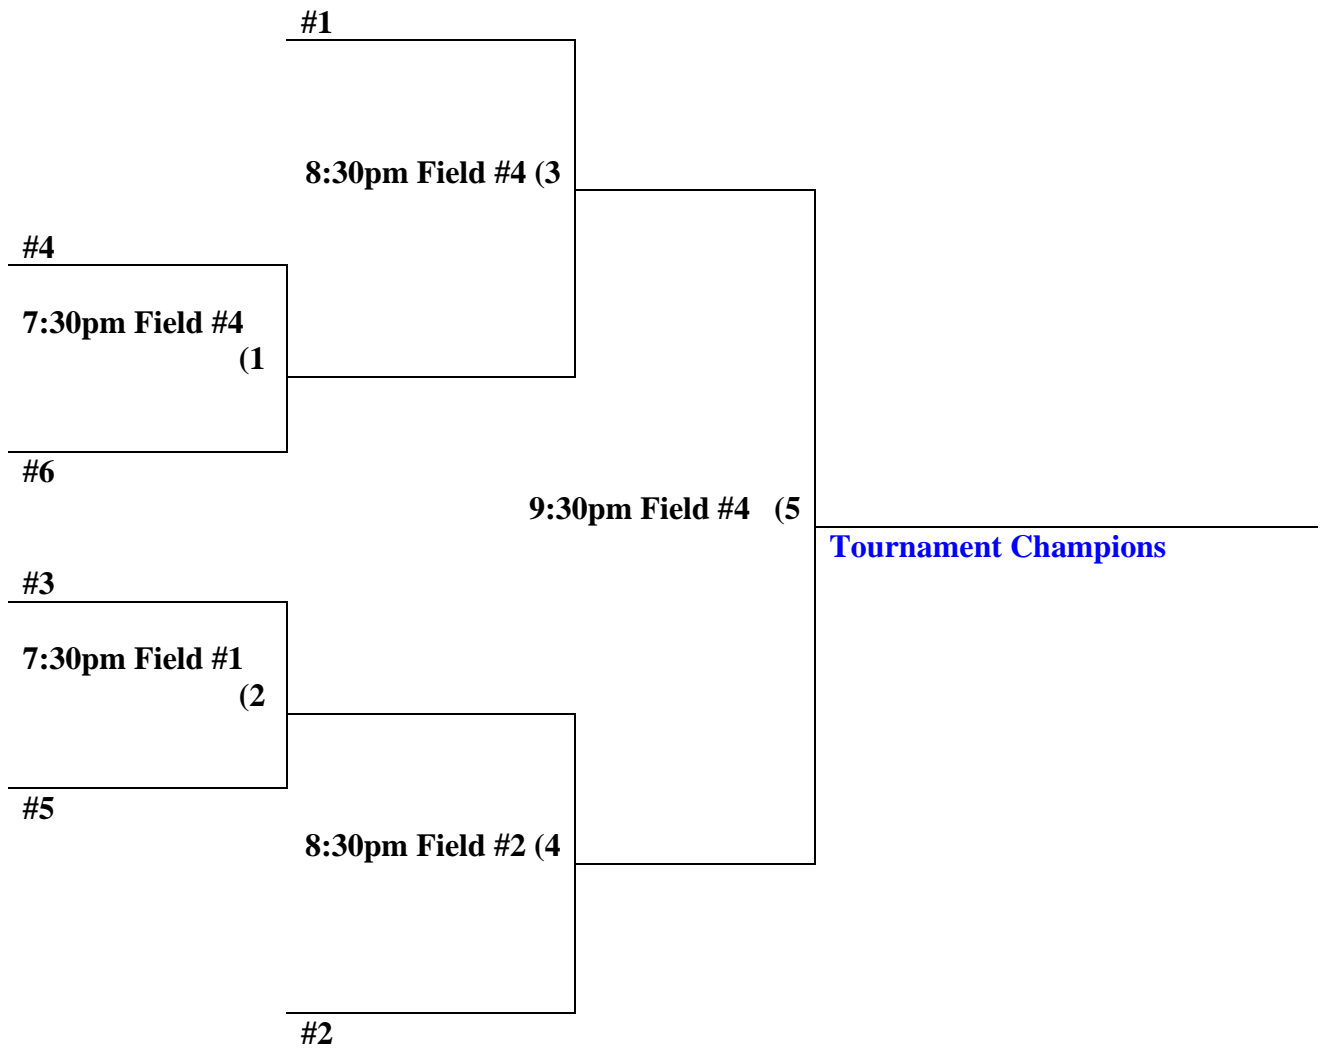 #1
8:30pm Field #4 (3
#4
7:30pm Field #4
(1
#6
9:30pm Field #4 (5
Tournament Champions
#3
7:30pm Field #1
(2
#5
8:30pm Field #2 (4
#2